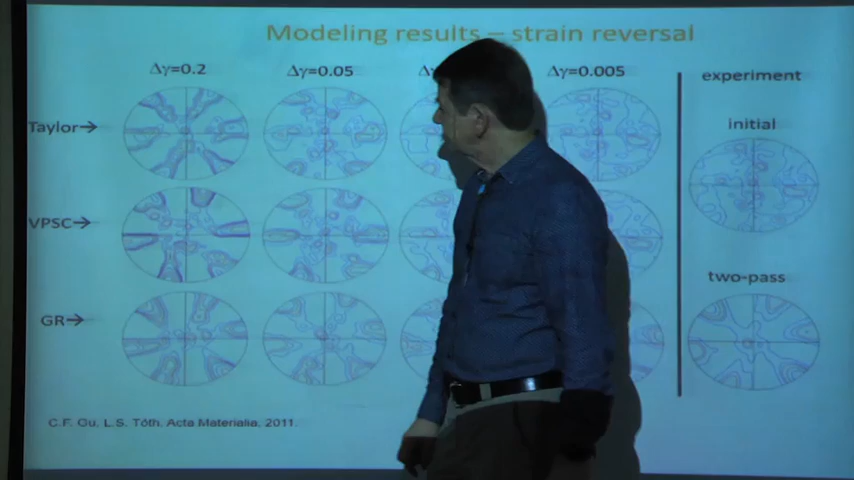 Modeling results – strain reversal
Δγ=0.2
Δγ=0.05
Δγ=0.005
experiment
Taylor→
initial
VPSC→
two-pass
GR→
C.F. Gu, L.S. Tóth, Acta Materialia, 2011.